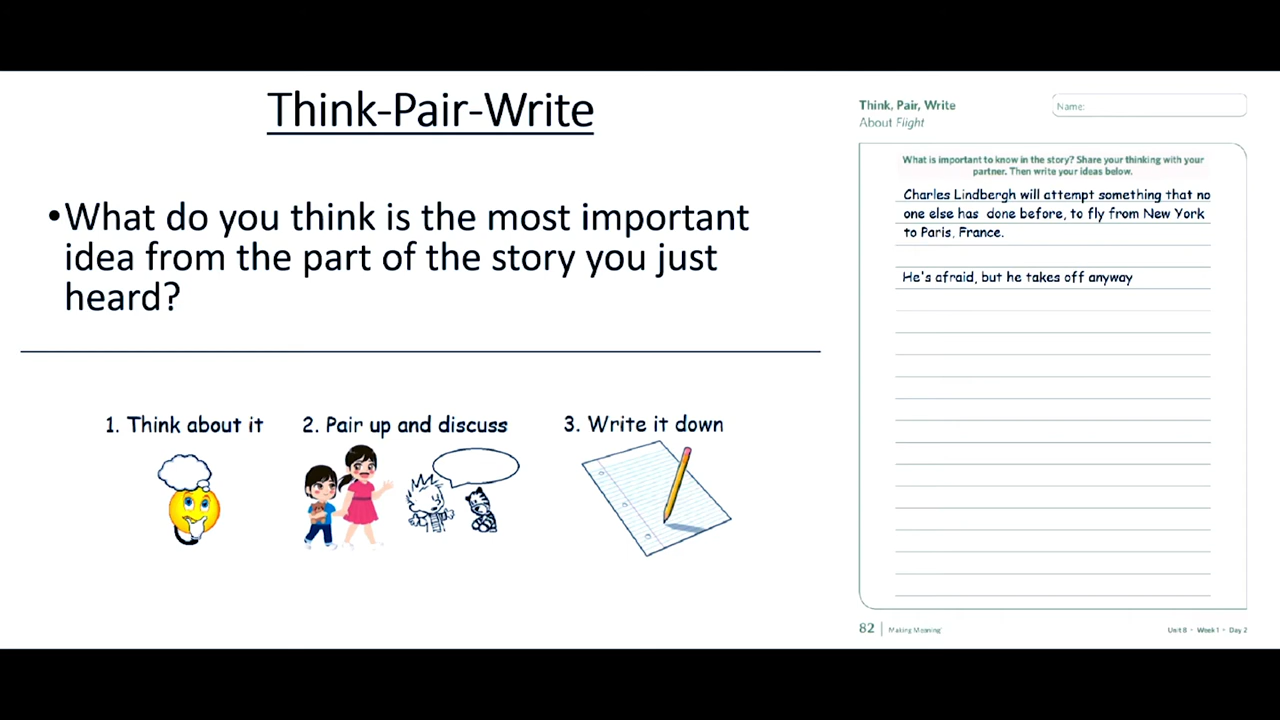 Think-Pair-Write
•What do you think is the most important
idea from the part of the story you just
heard?
1. Think about it
2. Pair up and discuss
3. Write it down
Think, Pair, Write
About Flight
Name:
What is important to know in the story? Share your thinking with your
partner. Then write your ideas below.
Charles Lindbergh will attempt something that no
one else has done before, to fly from New York
to Paris, France.
He's afraid, but he takes off anyway
82 | Making Meaning
Unit 8 • Week 1 • Day 2